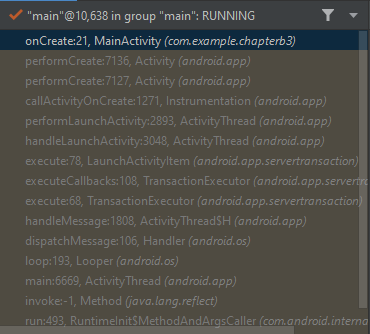 "main"@10,638 in group "main": RUNNING
onCreate:21, MainActivity (com.example.chapterb3)
performCreate:7136, Activity (android.app)
performCreate:7127, Activity (android.app)
callActivityOnCreate:1271, Instrumentation (android.app)
performLaunchActivity:2893, ActivityThread (android.app)
handleLaunchActivity:3048, ActivityThread (android.app)
execute:78, LaunchActivityItem (android.app.servertransaction)
executeCallbacks:108, TransactionExecutor (android.app.servertra
execute:68, TransactionExecutor (android.app.servertransaction)
handleMessage:1808, ActivityThread$H (android.app)
dispatchMessage:106, Handler (android.os)
loop:193, Looper (android.os)
main:6669, ActivityThread (android.app)
invoke:-1, Method (java.lang.reflect)
run:493, RuntimeInit$MethodAndArgsCaller (com.android.interna